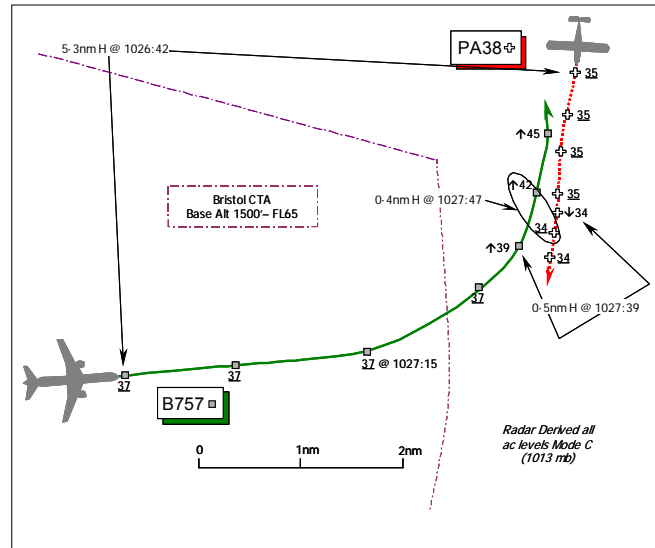 5·3nm H @ 1026:42
PA38
35
35
↑45
35
Bristol CTA
Base Alt 1500'– FL65
↑42
35
0·4nm H @ 1027:47
↓34
34
↑39
34
37
0·5nm H @ 1027:39
37
37
37 @ 1027:15
B757
0
1nm
2nm
Radar Derived all
ac levels Mode C
(1013 mb)